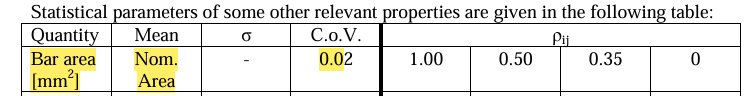 Statistical parameters of some other relevant properties are given in the following table:
Quantity Mean σ C.o.V. ρij
Bar area Nom. - 0.02 1.00 0.50 0.35 0
[mm²] Area